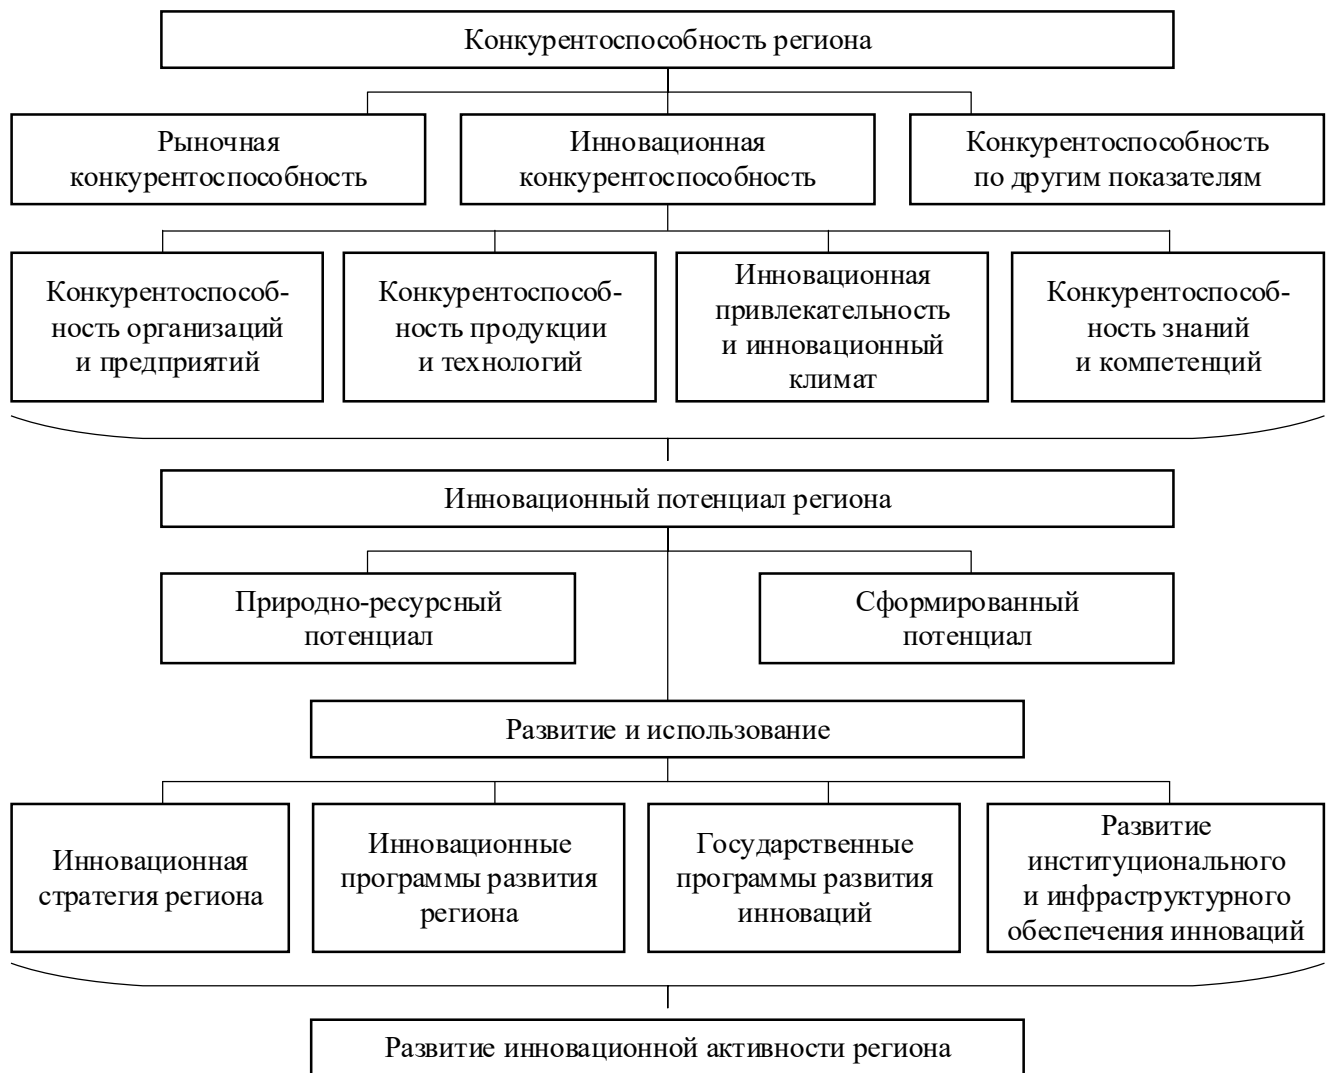 Конкурентоспособность региона
Рыночная
конкурентоспособность
Инновационная
конкурентоспособность
Конкурентоспособность
по другим показателям
Конкурентоспособ-
ность организаций
и предприятий
Конкурентоспособ-
ность продукции
и технологий
Инновационная
привлекательность
и инновационный
климат
Конкурентоспособ-
ность знаний
и компетенций
Инновационный потенциал региона
Природно-ресурсный
потенциал
Сформированный
потенциал
Развитие и использование
Инновационная
стратегия региона
Инновационные
программы развития
региона
Государственные
программы развития
инноваций
Развитие
институционального
и инфраструктурного
обеспечения инноваций
Развитие инновационной активности региона